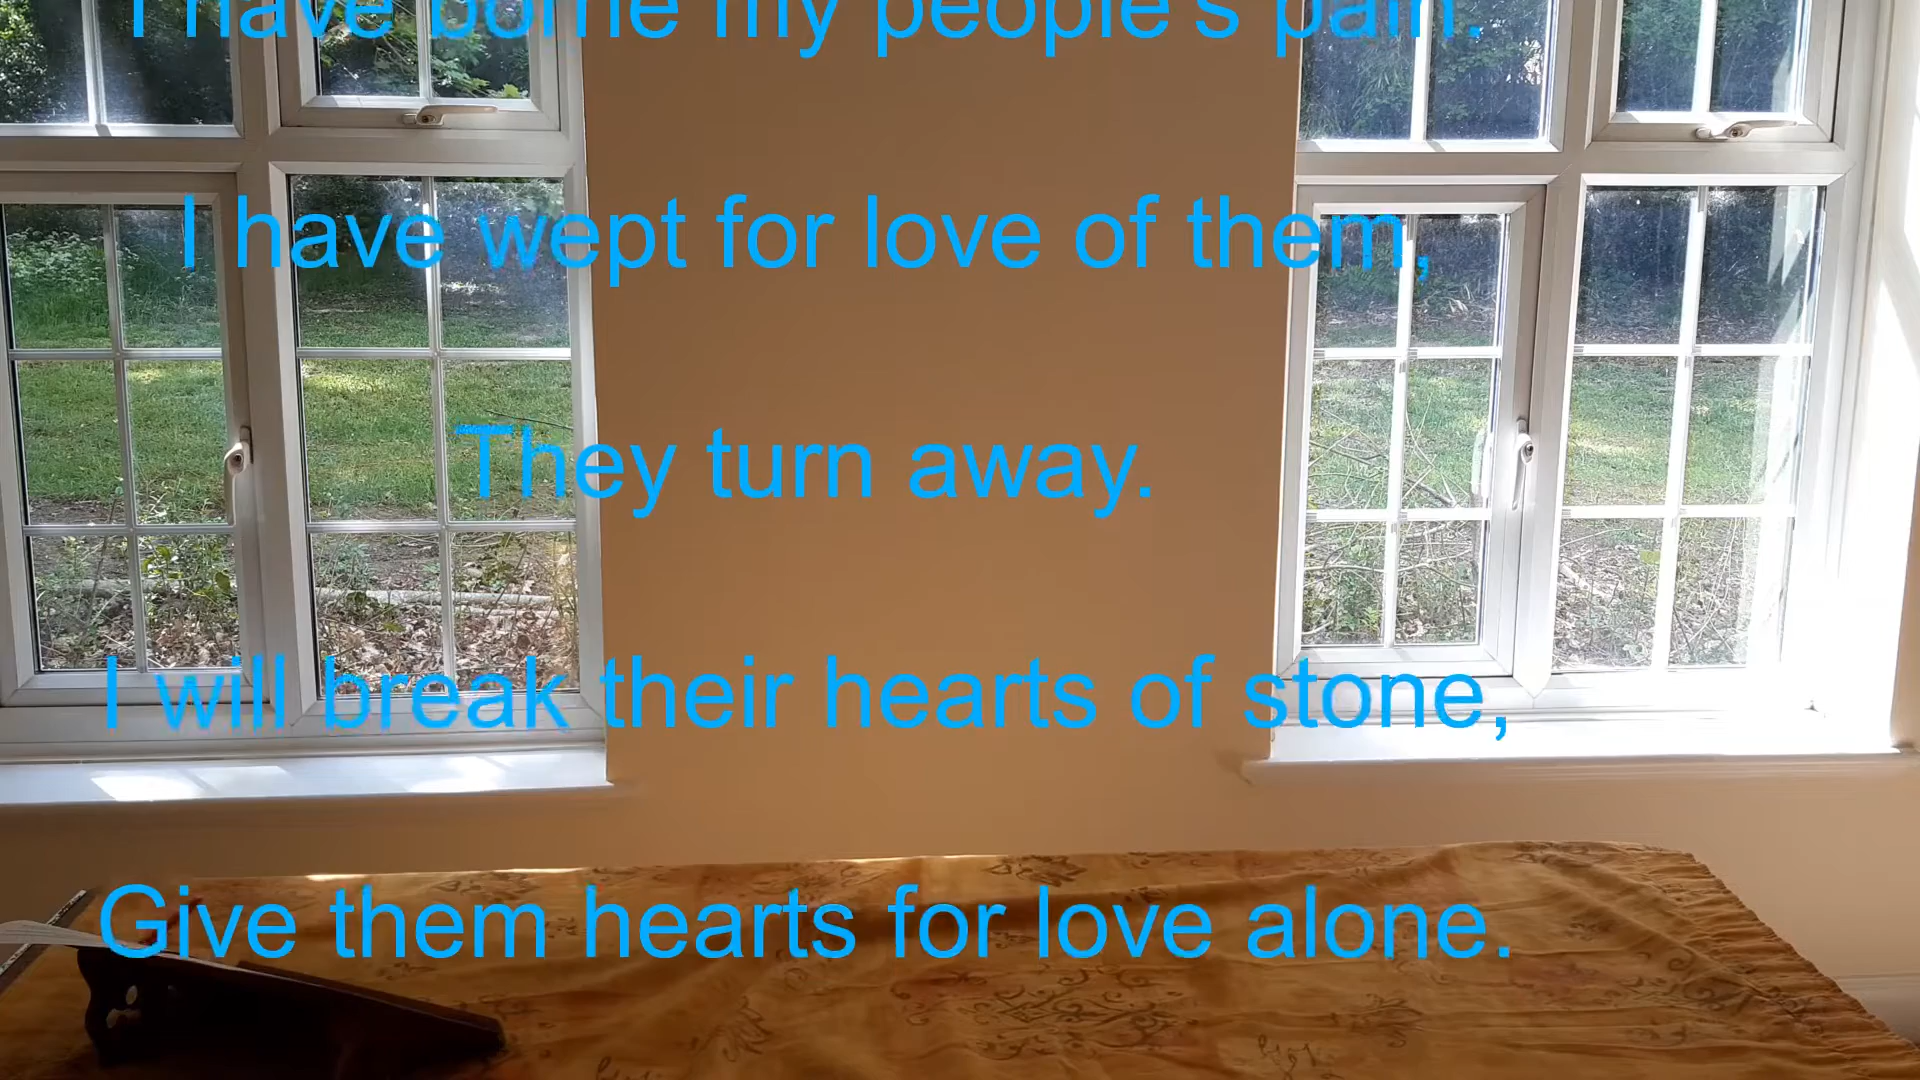 I have borne my people's pain.
I have wept for love of them,
They turn away.
I will break their hearts of stone,
Give them hearts for love alone.